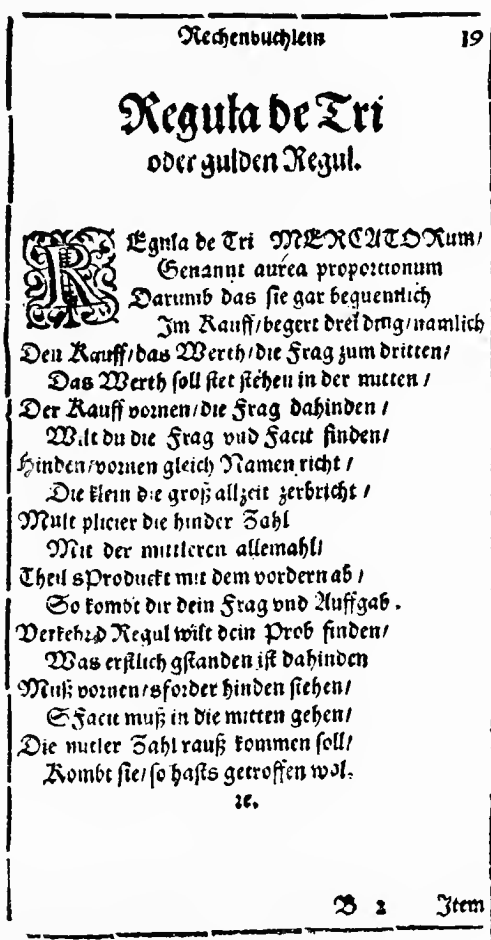 Rechenbuchlein 19
Regula de Tri
oder gulden Regul.
REgula de Tri MERCATORum/
Genannt aurea proportionum
Darumb das sie gar bequentlich
Im Kauff/begert drei ding/namlich
Den Kauff/das Werth/die Frag zum dritten/
Das Werth soll stet stehen in der mitten /
Der Kauff vornen/die Frag dahinden /
Wilt du die Frag vnd Facit finden/
Hinden/vornen gleich Namen richt /
Die klein die groß allzeit zerbricht /
Multiplicier die hinder Zahl
Mit der mittleren allemahl/
Theil sProduckt mit dem vordern ab /
So kombt dir dein Frag vnd Auffgab.
Verkehr d Regul wilt dein Prob finden/
Was erstlich gstanden ist dahinden
Muß vornen/sforder hinden stehen/
S Facit muß in die mitten gehen/
Die mitler Zahl rauß kommen soll/
Kombt sie/so hasts getroffen wol.
ꝛc.
B 2 Item